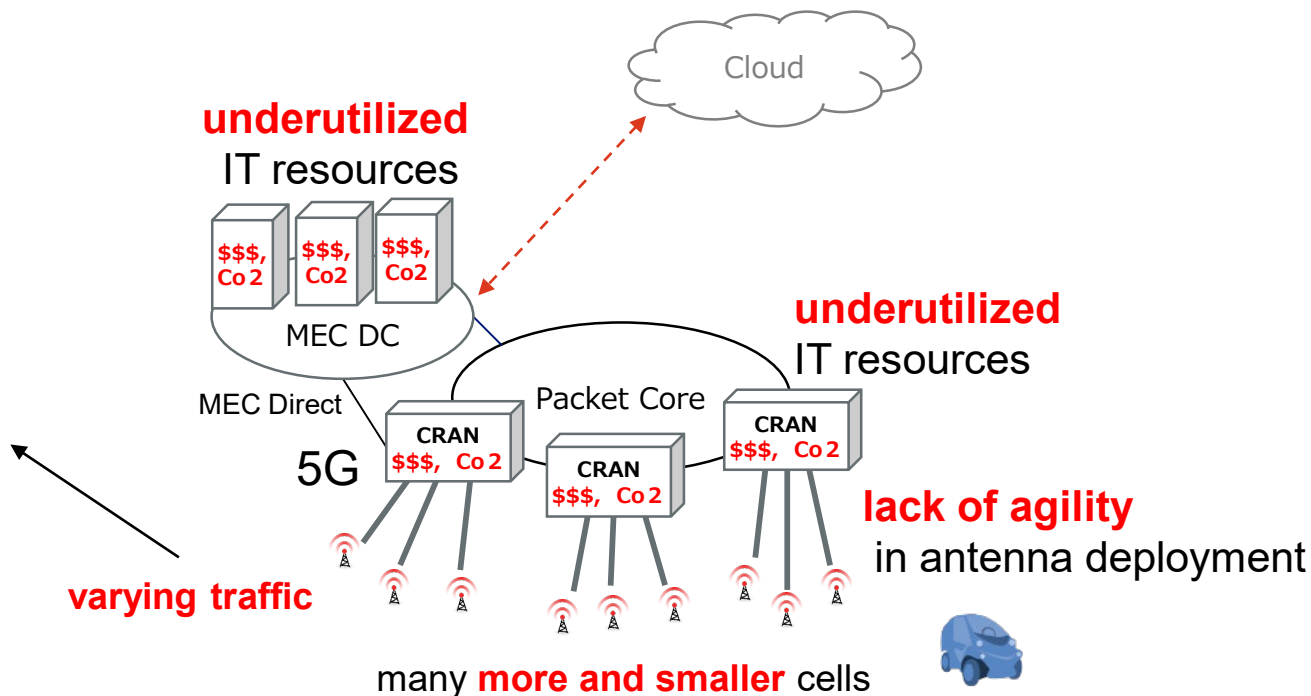 Cloud
underutilized
IT resources
$$$, $$$, $$$,
Co2 Co2 Co2
MEC DC
underutilized
IT resources
MEC Direct
Packet Core
CRAN
$$$, Co2
CRAN
$$$, Co2
CRAN
$$$, Co2
5G
lack of agility
in antenna deployment
varying traffic
many more and smaller cells